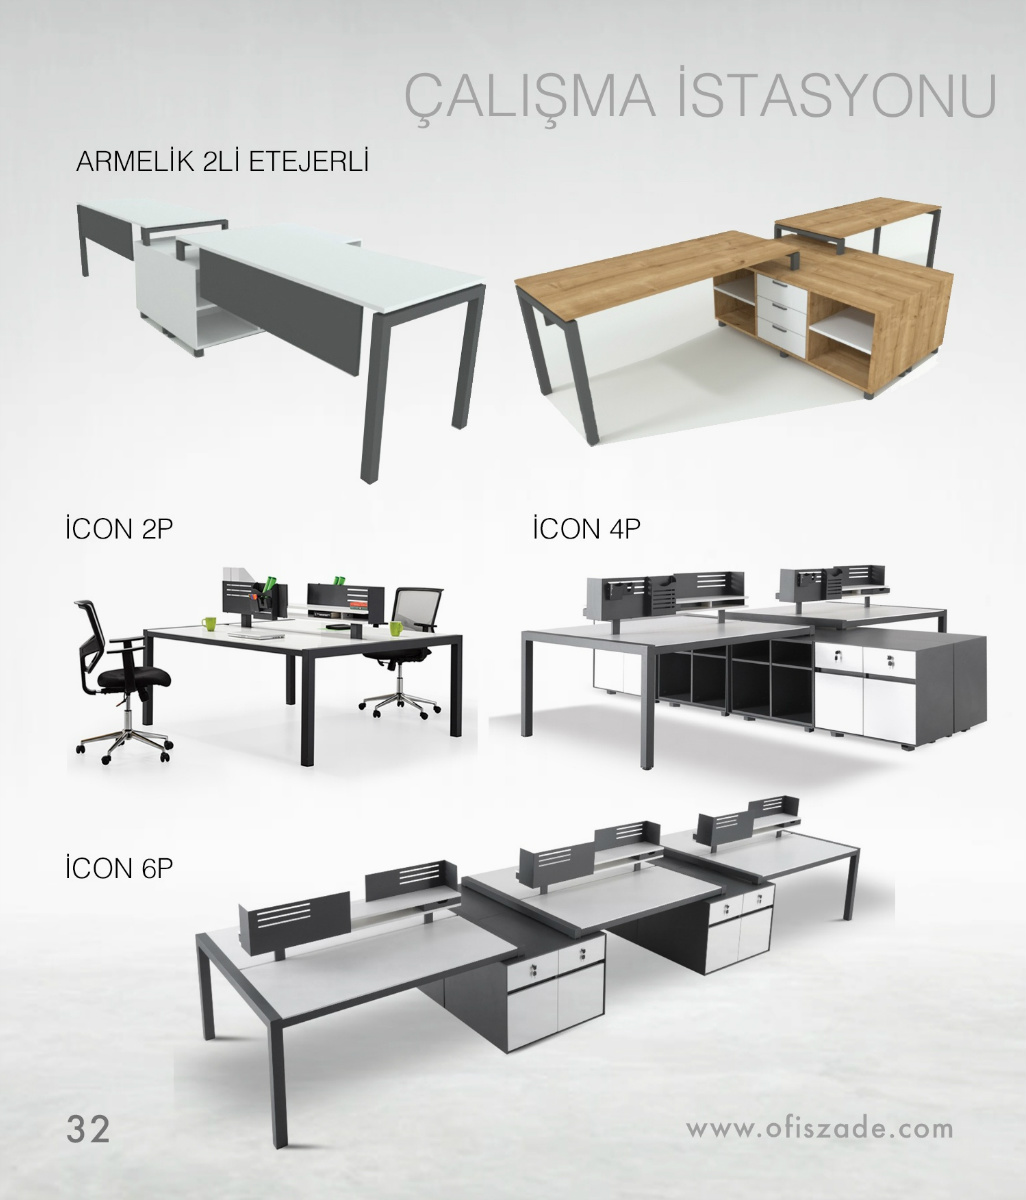 ÇALIŞMA İSTASYONU
ARMELİK 2Lİ ETEJERLİ
İCON 2P
İCON 4P
İCON 6P
32
www.ofiszade.com